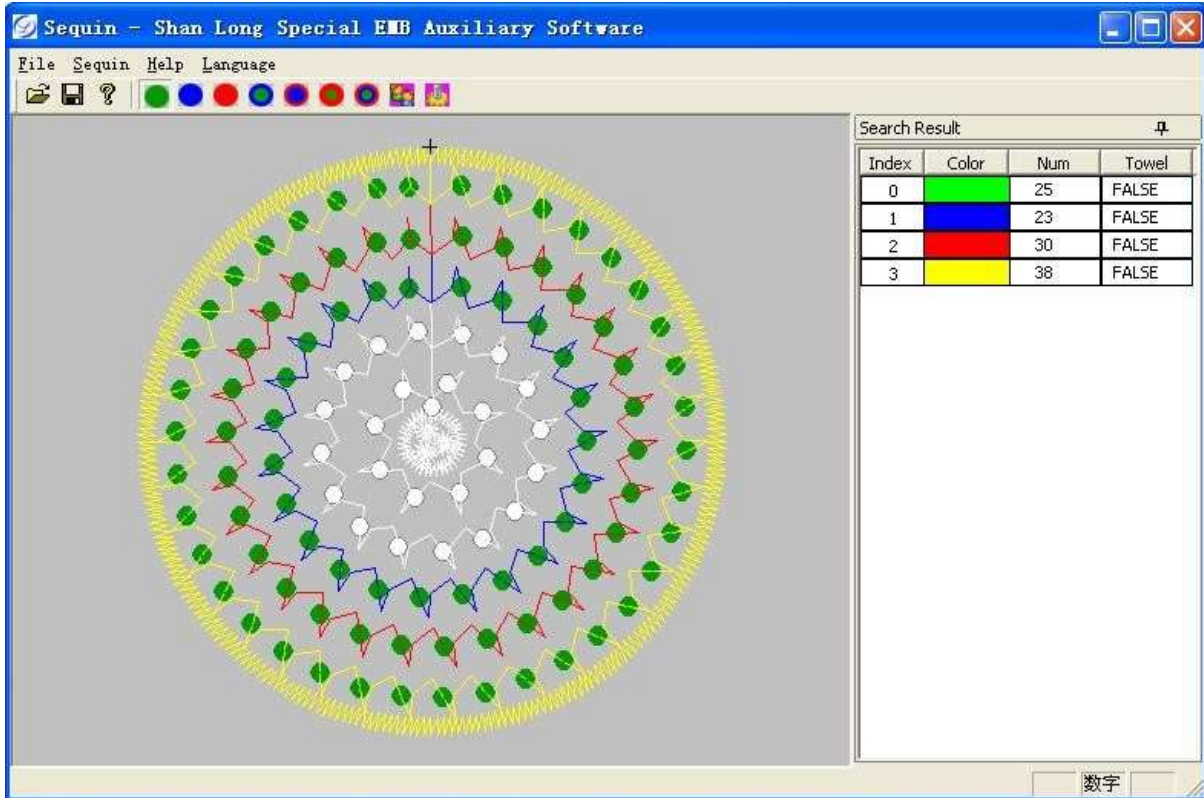 Sequin - Shan Long Special EMB Auxiliary Software
File Sequin Help Language
Search Result
Index Color Num Towel
0 25 FALSE
1 23 FALSE
2 30 FALSE
3 38 FALSE
数字